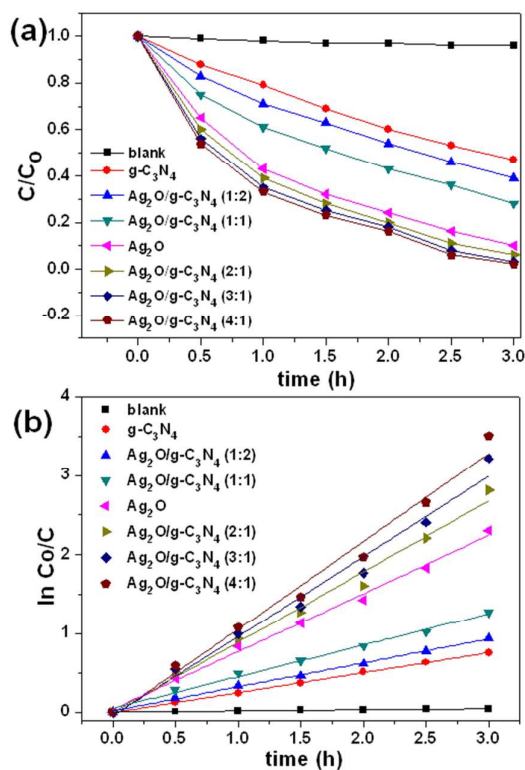 (a)
1.0
0.8
0.6
0.4
0.2
0.0
-0.2
C/C₀
blank
g-C₃N₄
Ag₂O/g-C₃N₄ (1:2)
Ag₂O/g-C₃N₄ (1:1)
Ag₂O
Ag₂O/g-C₃N₄ (2:1)
Ag₂O/g-C₃N₄ (3:1)
Ag₂O/g-C₃N₄ (4:1)
0.0 0.5 1.0 1.5 2.0 2.5 3.0
time (h)
(b)
4
3
2
1
0
ln Co/C
blank
g-C₃N₄
Ag₂O/g-C₃N₄ (1:2)
Ag₂O/g-C₃N₄ (1:1)
Ag₂O
Ag₂O/g-C₃N₄ (2:1)
Ag₂O/g-C₃N₄ (3:1)
Ag₂O/g-C₃N₄ (4:1)
0.0 0.5 1.0 1.5 2.0 2.5 3.0
time (h)